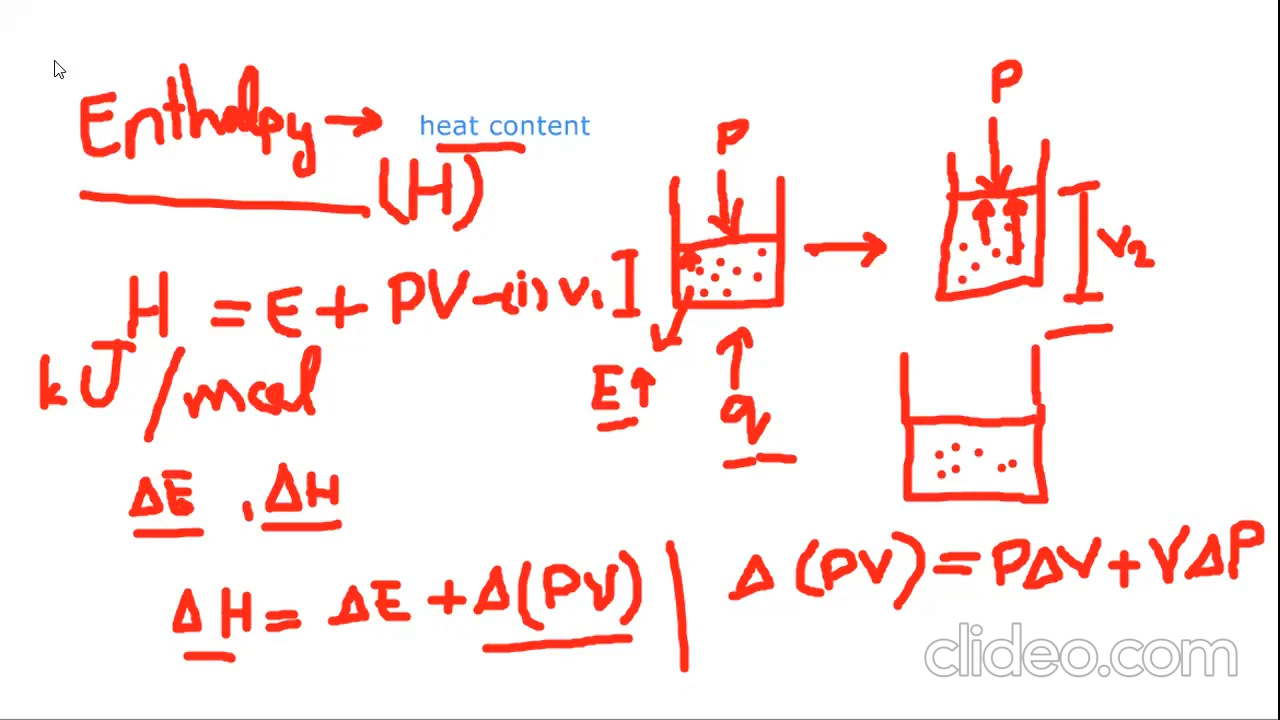 Enthalpy → heat content
(H)
P
P
H = E + PV -(i)
V₁
V₂
kJ/mol
E↑
q
ΔE , ΔH
ΔH = ΔE + Δ(PV)
Δ(PV) = PΔV + VΔP
clideo.com